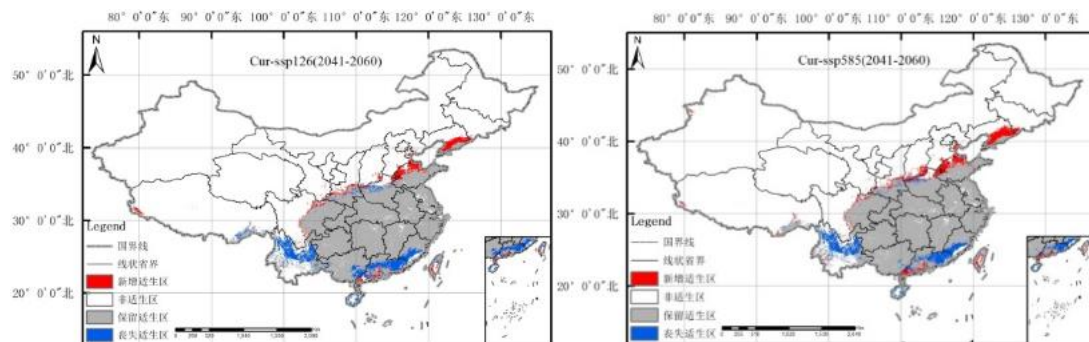 80° 0′0″东 90° 0′0″东 100° 0′0″东 110° 0′0″东 120° 0′0″东 130° 0′0″东
N
Cur-ssp126(2041-2060)
50° 0′0″北
40° 0′0″北
30° 0′0″北
20° 0′0″北
Legend
国界线
线状省界
新增适生区
非适生区
保留适生区
丧失适生区
80° 0′0″东 90° 0′0″东 100° 0′0″东 110° 0′0″东 120° 0′0″东 130° 0′0″东
N
Cur-ssp585(2041-2060)
50° 0′0″北
40° 0′0″北
30° 0′0″北
20° 0′0″北
Legend
国界线
线状省界
新增适生区
非适生区
保留适生区
丧失适生区